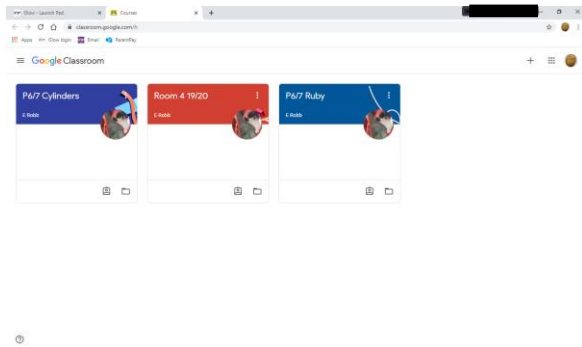 Glow - Launch Pad
Classes
classroom.google.com/h
Apps
Glow login
Email
ParentPay
Google Classroom
P6/7 Cylinders
E Robb
Room 4 19/20
E Robb
P6/7 Ruby
E Robb